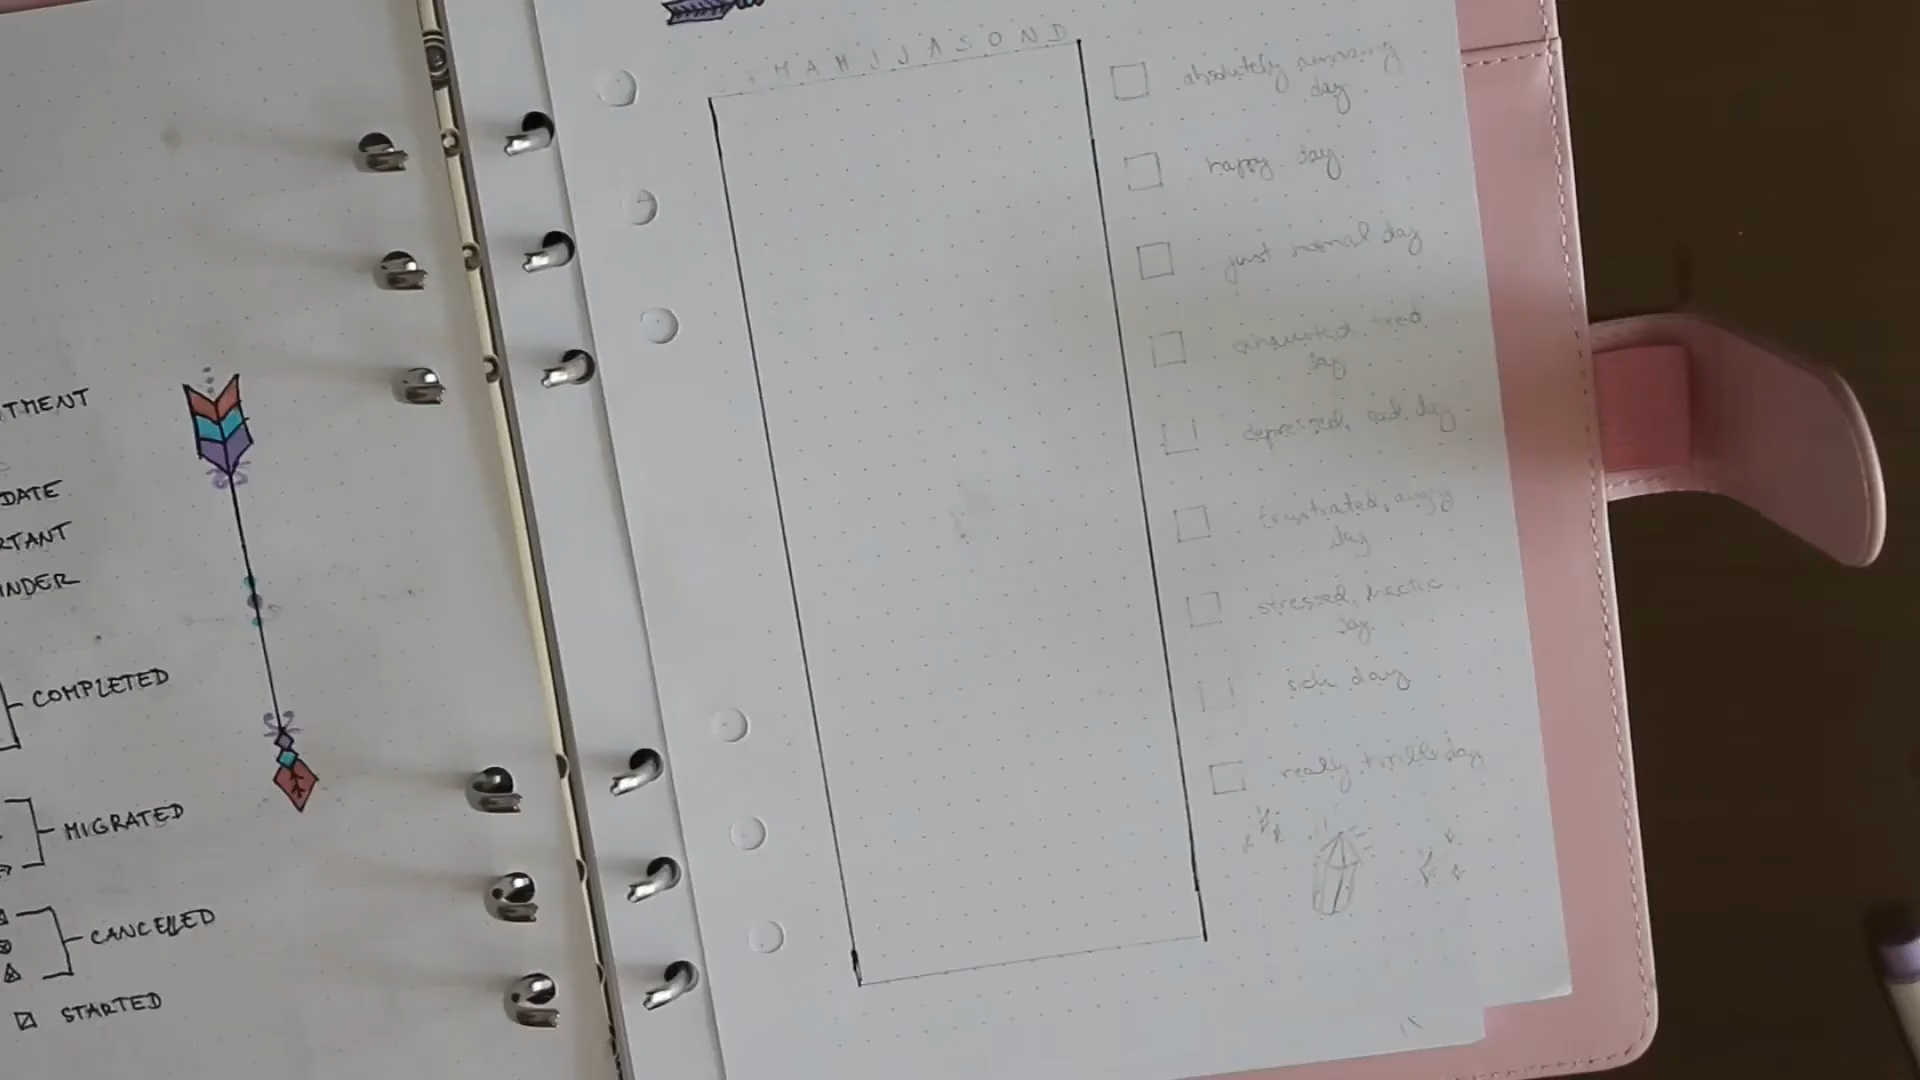 TMENT
DATE
RTANT
INDER
COMPLETED
MIGRATED
CANCELLED
STARTED
M A M J J A S O N D
absolutely amazing
day
happy day
just normal day
exhausted, tired
day
depressed, sad day
frustrated, angry
day
stressed, hectic
day
sick day
really day